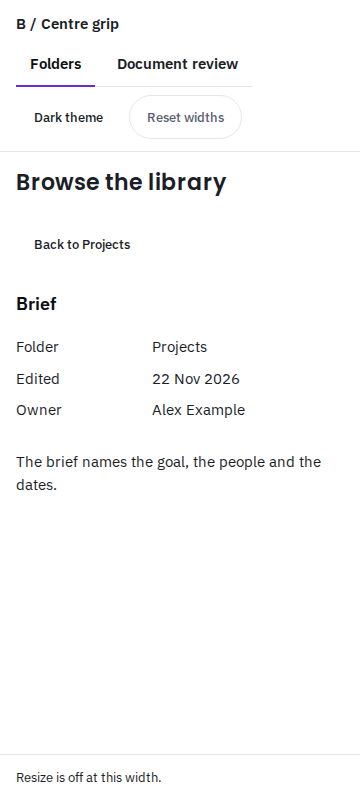 B / Centre grip
Folders Document review
Dark theme Reset widths
Browse the library
Back to Projects
Brief
Folder Projects
Edited 22 Nov 2026
Owner Alex Example
The brief names the goal, the people and the
dates.
Resize is off at this width.